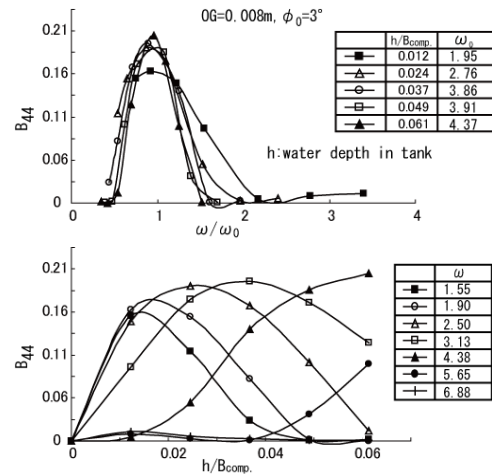 OG=0.008m, ϕ₀=3°
h/Bcomp. ω₀
0.012 1.95
0.024 2.76
0.037 3.86
0.049 3.91
0.061 4.37
h:water depth in tank
B44
0.21
0.16
0.11
0.06
0
0 1 2 3 4
ω/ω₀
ω
1.55
1.90
2.50
3.13
4.38
5.65
6.88
B44
0.21
0.16
0.11
0.06
0
0 0.02 0.04 0.06
h/Bcomp.